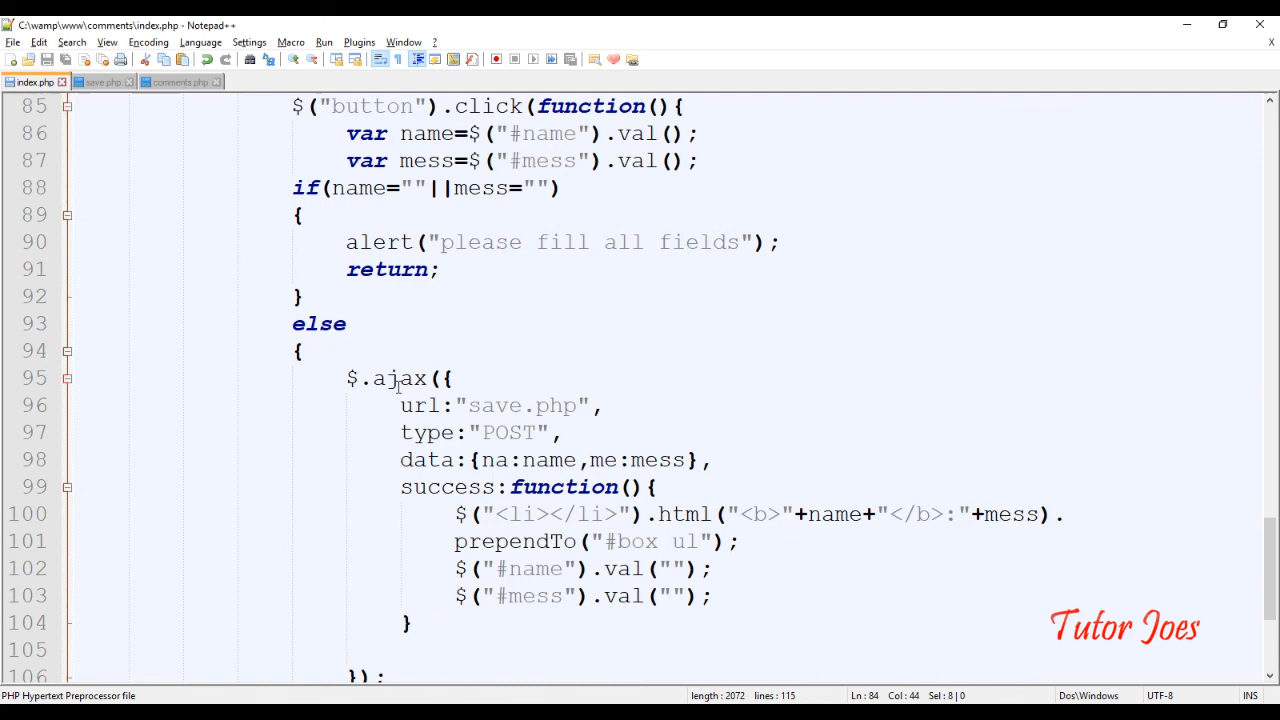 C:\wamp\www\comments\index.php - Notepad++
File Edit Search View Encoding Language Settings Macro Run Plugins Window ? X
index.php save.php comments.php
85 $("button").click(function(){
86 var name=$("#name").val();
87 var mess=$("#mess").val();
88 if(name=""||mess="")
89 {
90 alert("please fill all fields");
91 return;
92 }
93 else
94 {
95 $.ajax({
96 url:"save.php",
97 type:"POST",
98 data:{na:name,me:mess},
99 success:function(){
100 $("<li></li>").html("<b>"+name+"</b>:"+mess).
101 prependTo("#box ul");
102 $("#name").val("");
103 $("#mess").val("");
104 }
105
106 });
Tutor Joes
PHP Hypertext Preprocessor file length : 2072 lines : 115 Ln : 84 Col : 44 Sel : 8 | 0 Dos\Windows UTF-8 INS